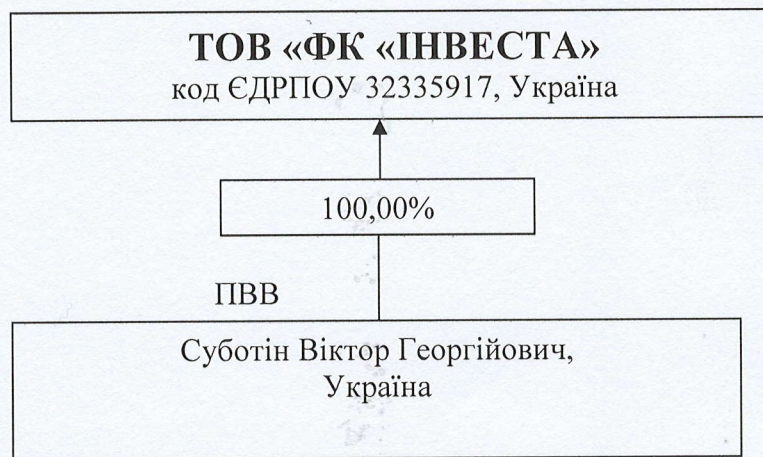 ТОВ «ФК «ІНВЕСТА»
код ЄДРПОУ 32335917, Україна
100,00%
ПВВ
Суботін Віктор Георгійович,
Україна